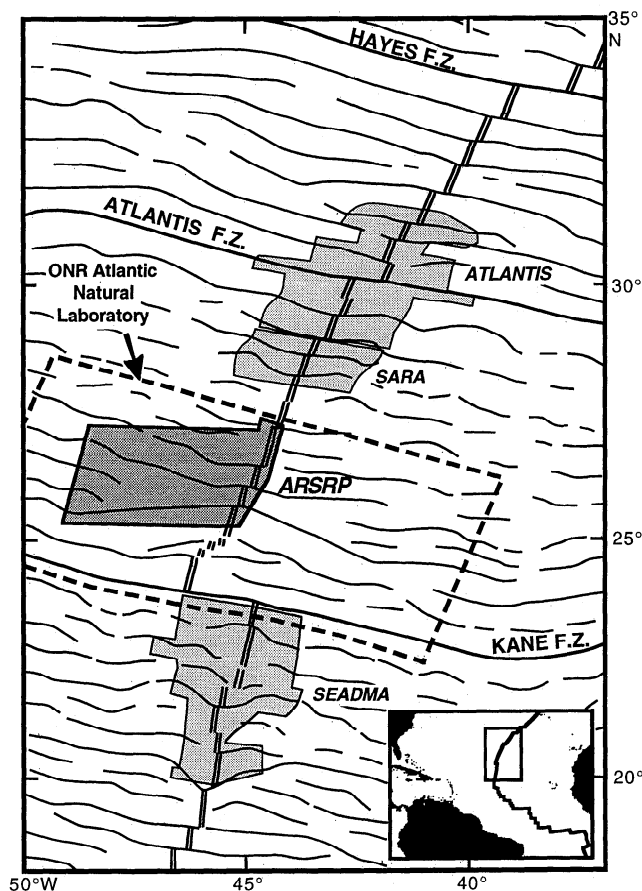 35°
N
HAYES F.Z.
ATLANTIS F.Z.
ONR Atlantic
Natural
Laboratory
ATLANTIS
30°
SARA
ARSRP
25°
KANE F.Z.
SEADMA
20°
50°W
45°
40°